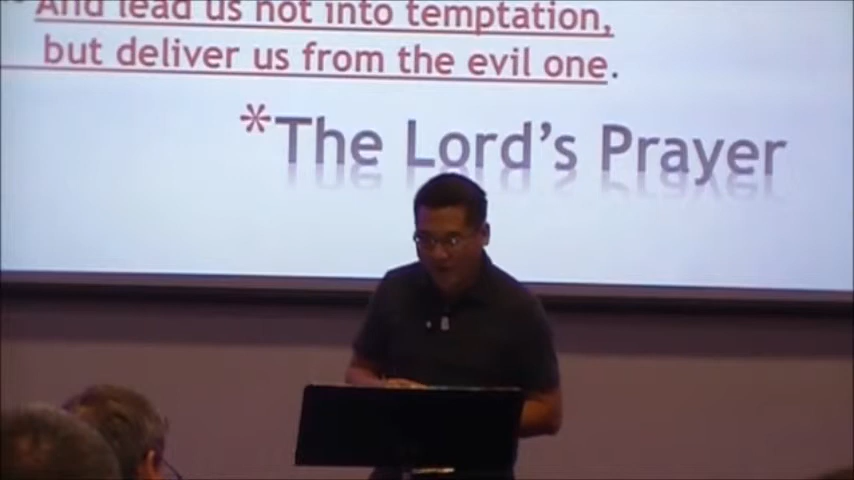 And lead us not into temptation,
but deliver us from the evil one.
*The Lord's Prayer